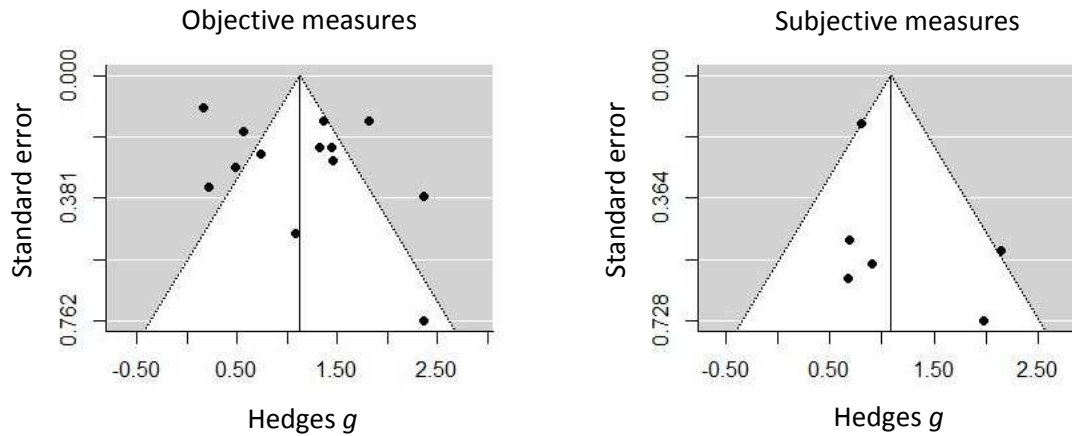 Objective measures
Standard error
0.000
0.381
0.762
-0.50 0.50 1.50 2.50
Hedges g
Subjective measures
Standard error
0.000
0.364
0.728
-0.50 0.50 1.50 2.50
Hedges g